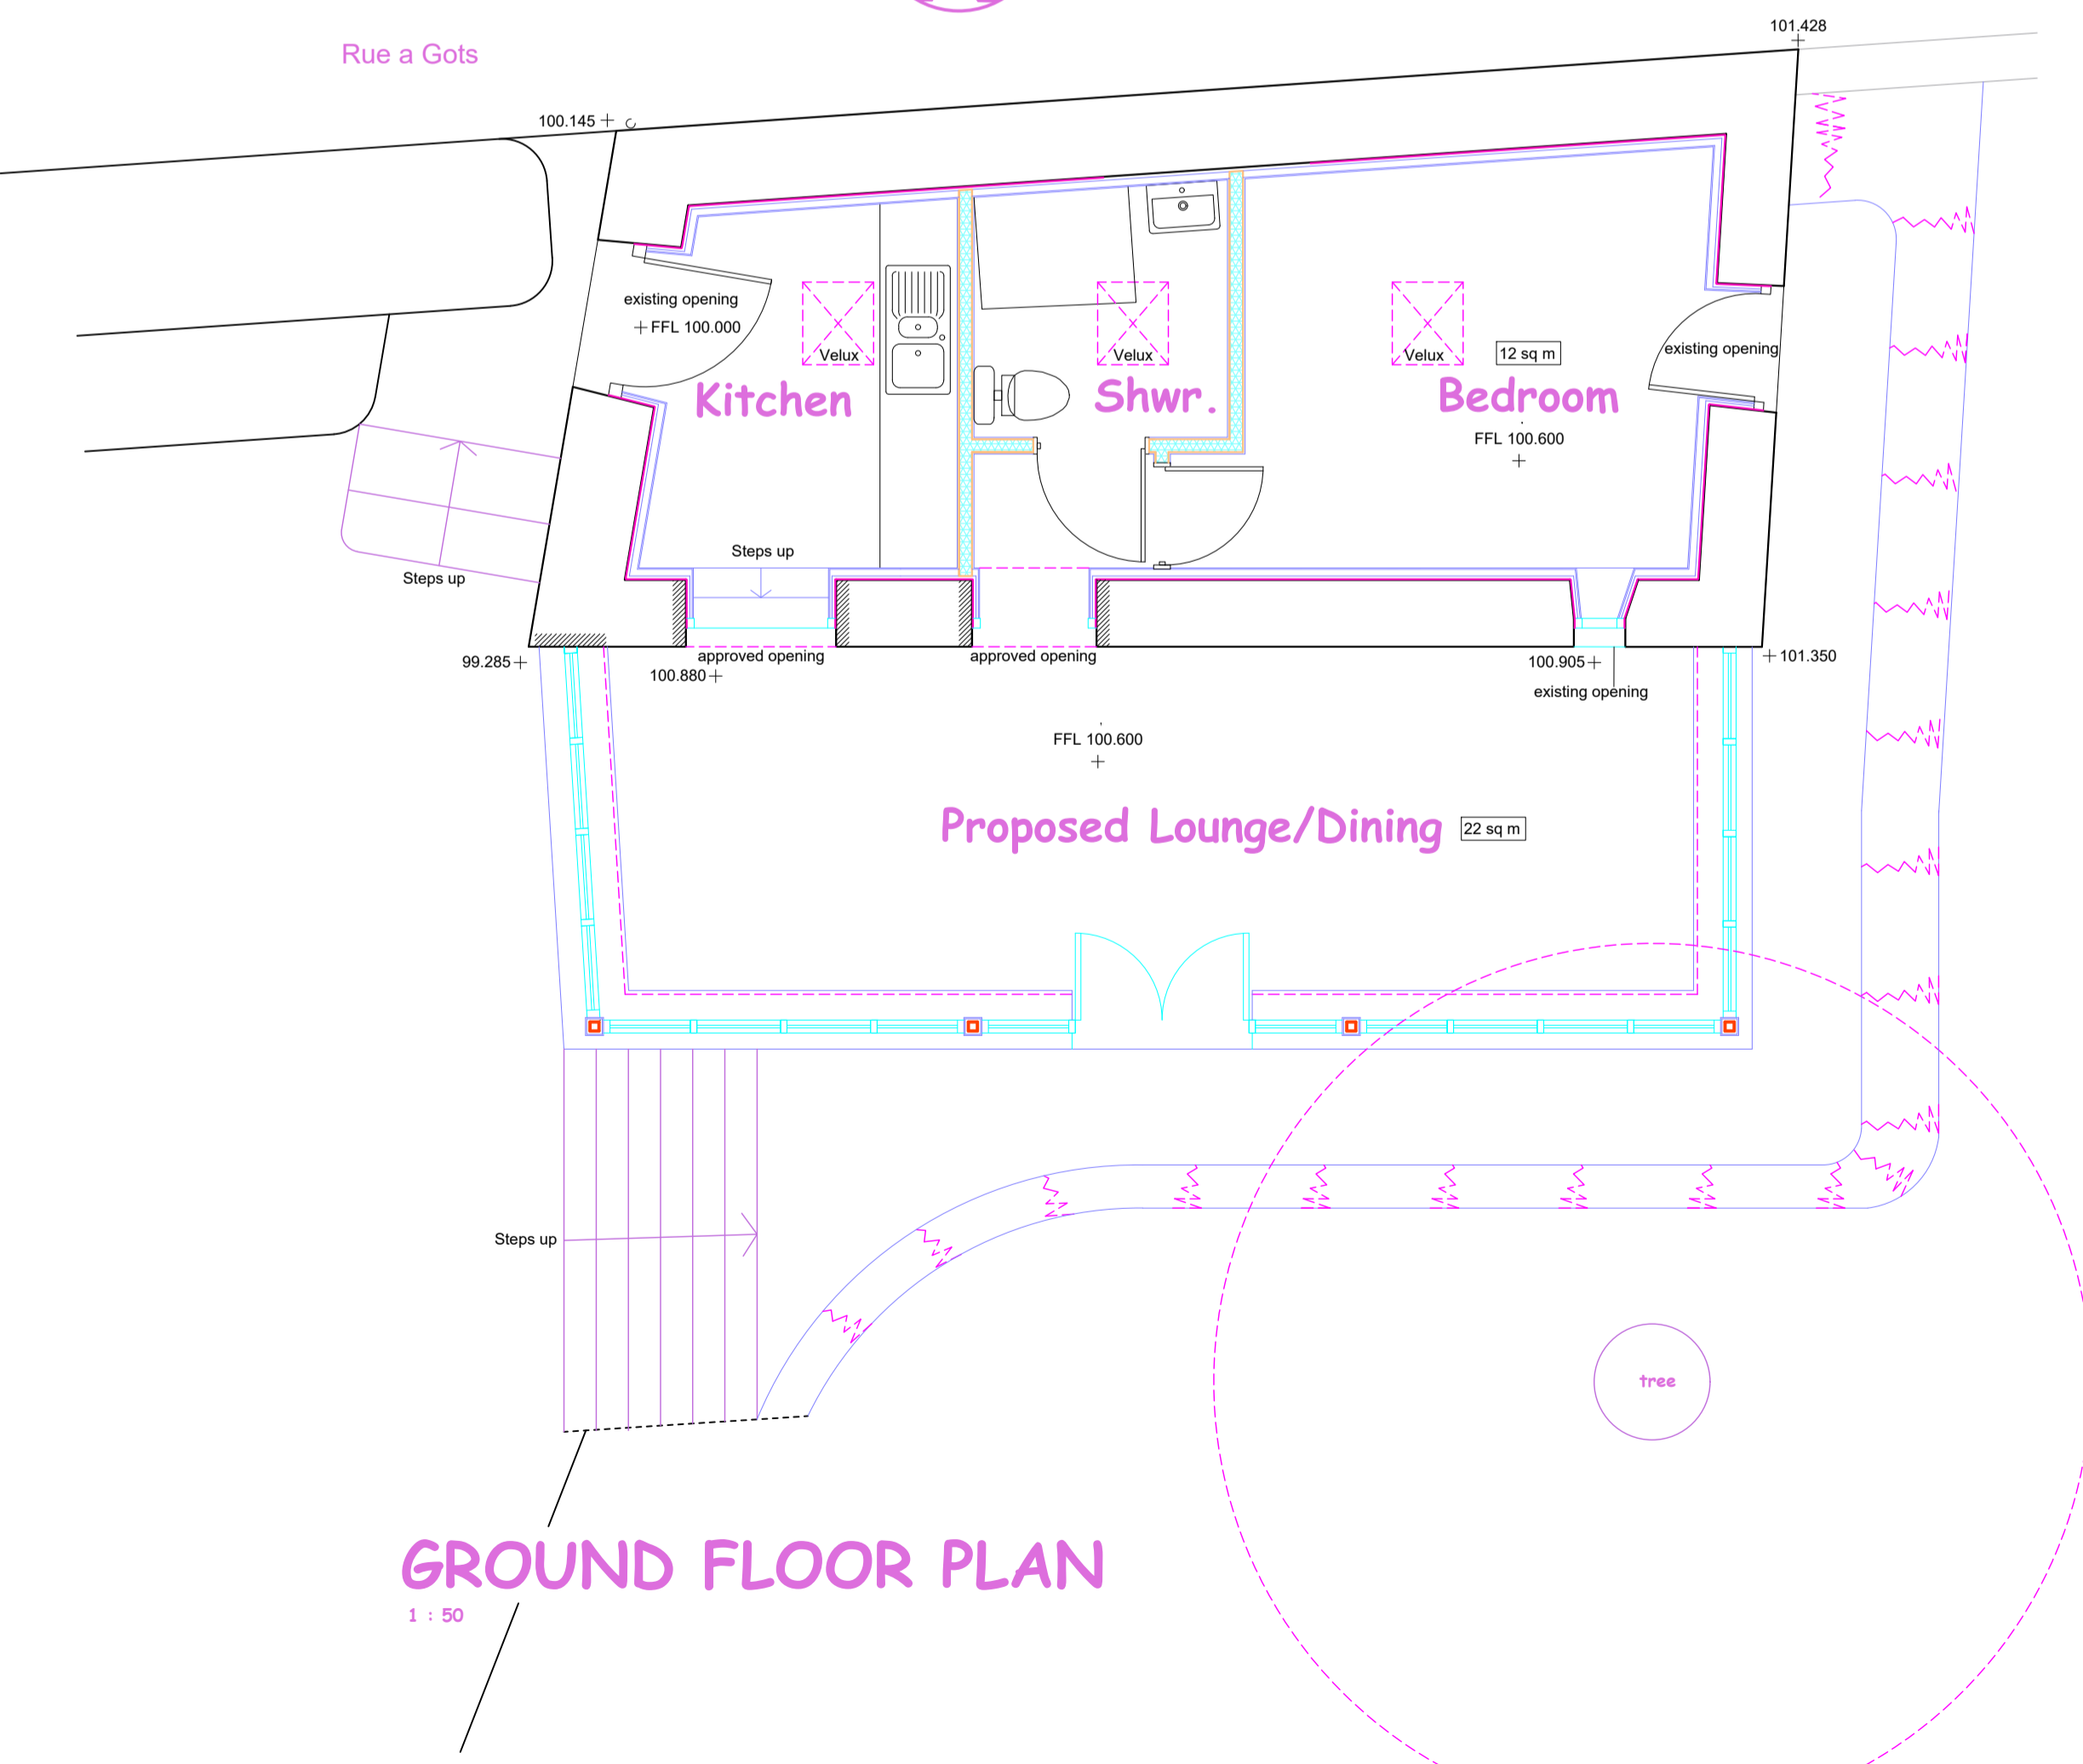 101.428
Rue a Gots
100.145
existing opening
FFL 100.000
Velux
Velux
Velux
12 sq m
existing opening
Kitchen
Shwr.
Bedroom
FFL 100.600
Steps up
Steps up
99.285
approved opening
approved opening
100.905
101.350
100.880
existing opening
FFL 100.600
Proposed Lounge/Dining
22 sq m
Steps up
tree
GROUND FLOOR PLAN
1 : 50